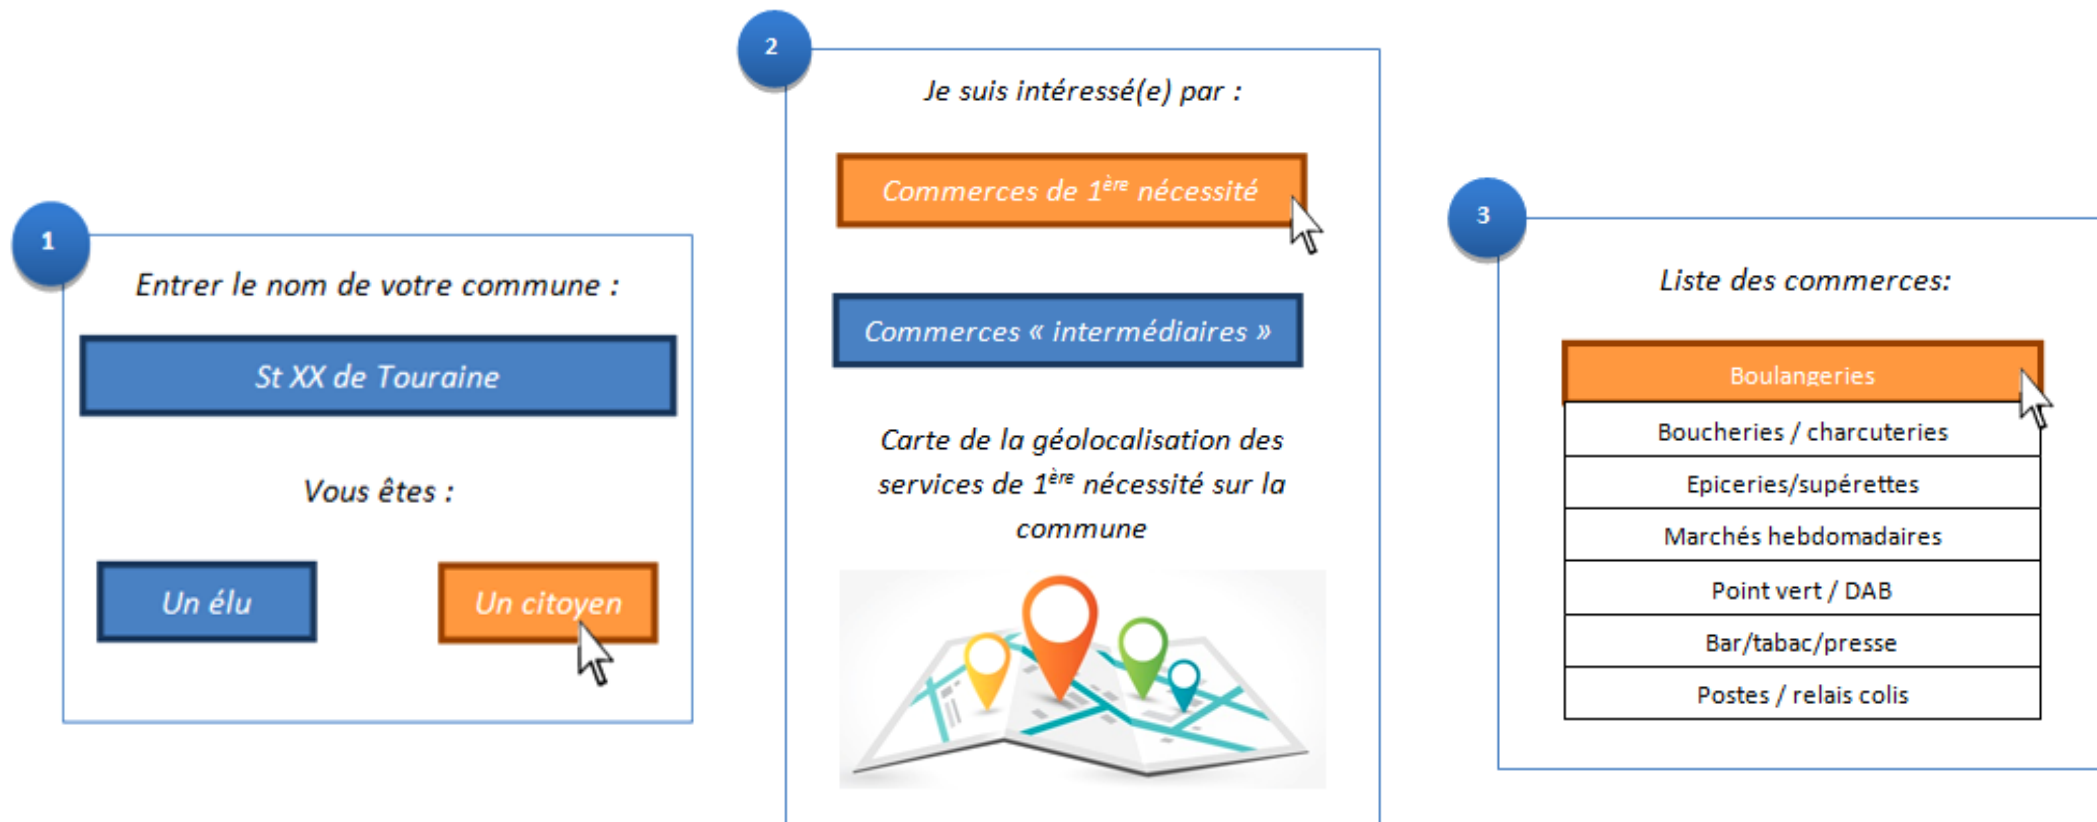 1
Entrer le nom de votre commune :
St XX de Touraine
Vous êtes :
Un élu
Un citoyen
2
Je suis intéressé(e) par :
Commerces de 1ère nécessité
Commerces « intermédiaires »
Carte de la géolocalisation des
services de 1ère nécessité sur la
commune
3
Liste des commerces:
Boulangeries
Boucheries / charcuteries
Epiceries/supérettes
Marchés hebdomadaires
Point vert / DAB
Bar/tabac/presse
Postes / relais colis